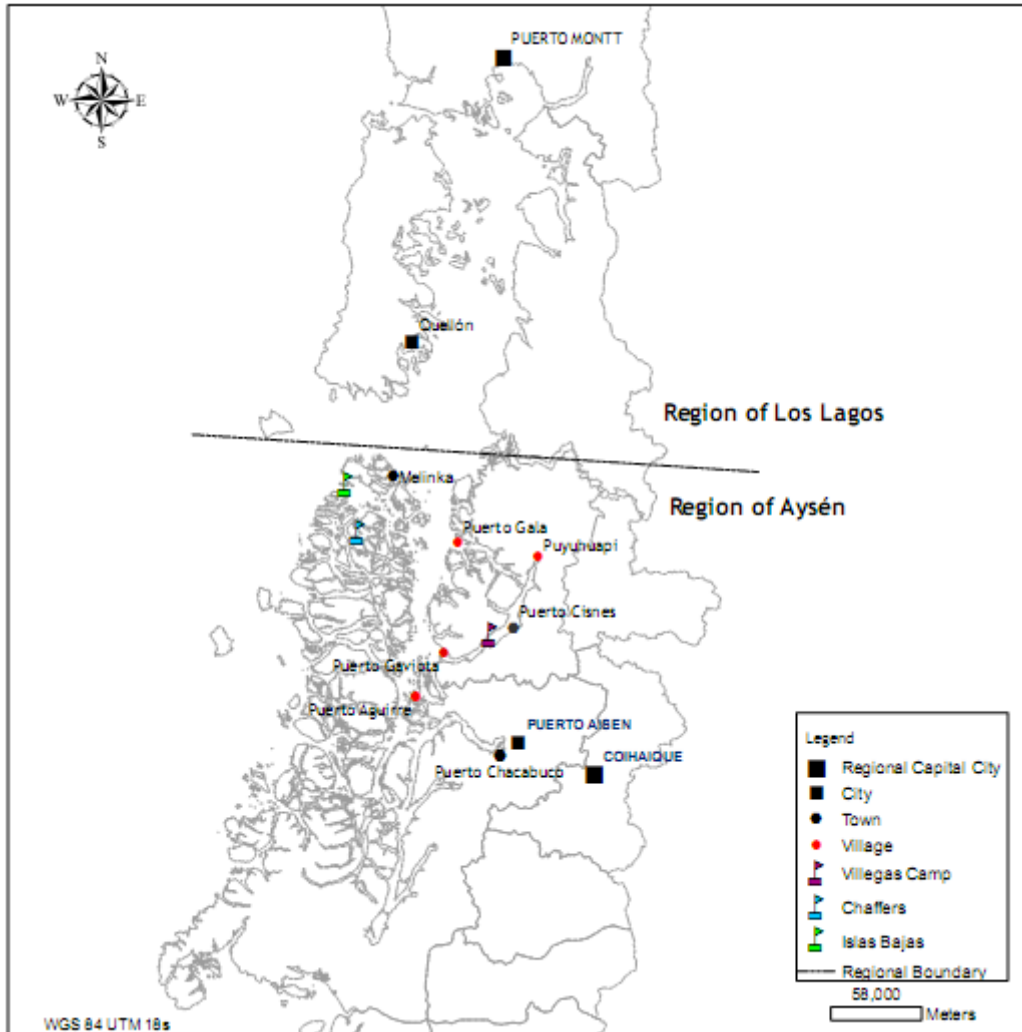 PUERTO MONTT
N
W
E
S
Quellón
Region of Los Lagos
Melinka
Region of Aysén
Puerto Gala
Puyuhuapi
Puerto Cisnes
Puerto Gaviota
Puerto Aguirre
PUERTO AISEN
COIHAIQUE
Puerto Chacabuco
Legend
Regional Capital City
City
Town
Village
Villegas Camp
Chaffers
Islas Bajas
Regional Boundary
58,000
Meters
WGS 84 UTM 18s